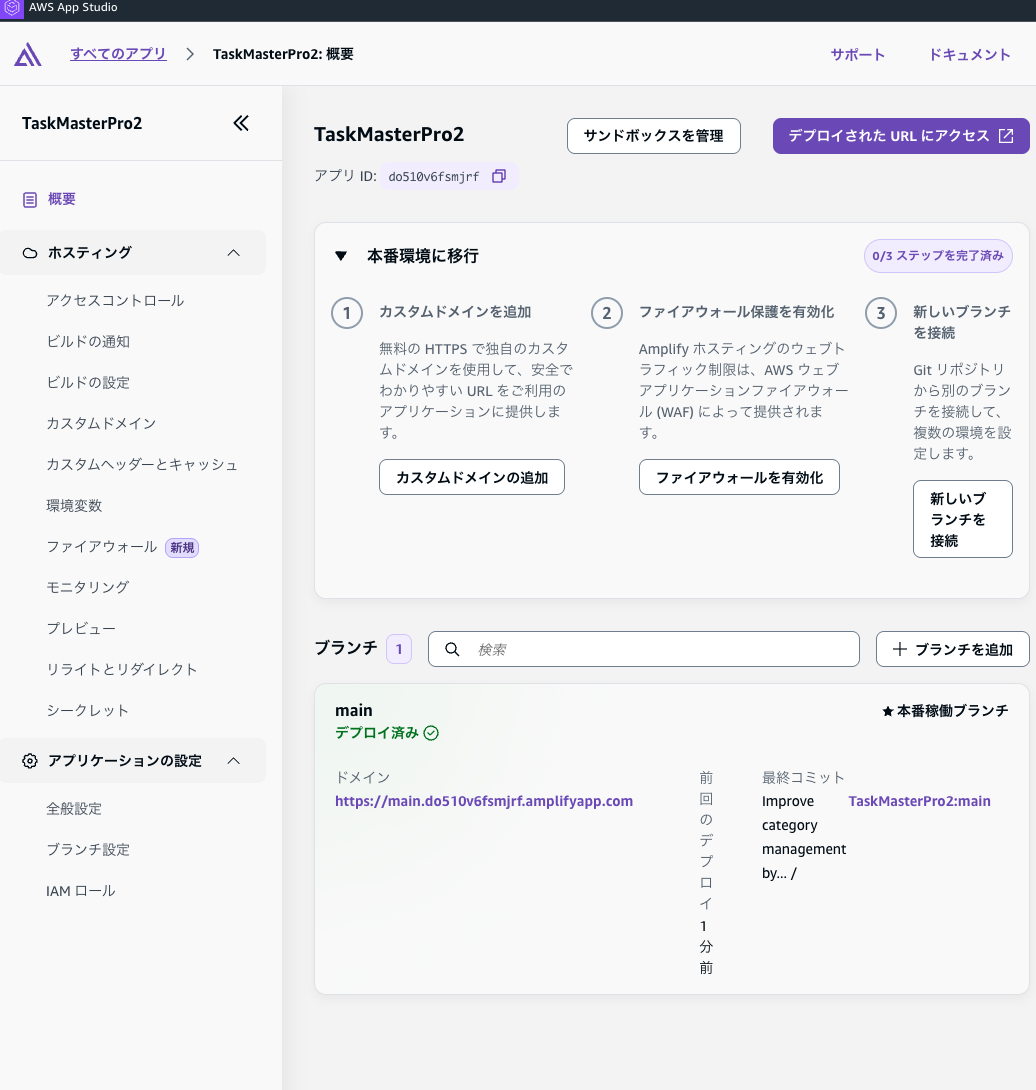 AWS App Studio
すべてのアプリ
TaskMasterPro2: 概要
サポート
ドキュメント
TaskMasterPro2
概要
ホスティング
アクセスコントロール
ビルドの通知
ビルドの設定
カスタムドメイン
カスタムヘッダーとキャッシュ
環境変数
ファイアウォール 新規
モニタリング
プレビュー
リライトとリダイレクト
シークレット
アプリケーションの設定
全般設定
ブランチ設定
IAM ロール
TaskMasterPro2
サンドボックスを管理
デプロイされた URL にアクセス
アプリ ID: do510v6fsmjrf
本番環境に移行
0/3 ステップを完了済み
1
カスタムドメインを追加
無料の HTTPS で独自のカスタ
ムドメインを使用して、安全で
わかりやすい URL をご利用の
アプリケーションに提供しま
す。
カスタムドメインの追加
2
ファイアウォール保護を有効化
Amplify ホスティングのウェブト
ラフィック制限は、AWS ウェブ
アプリケーションファイアウォー
ル (WAF) によって提供されま
す。
ファイアウォールを有効化
3
新しいブランチ
を接続
Git リポジトリ
から別のブラン
チを接続して、
複数の環境を設
定します。
新しいブ
ランチを
接続
ブランチ 1
検索
ブランチを追加
main
デプロイ済み
★ 本番稼働ブランチ
ドメイン
https://main.do510v6fsmjrf.amplifyapp.com
前
回
の
デ
プ
ロ
イ
1
分
前
最終コミット
Improve
category
management
by... /
TaskMasterPro2:main